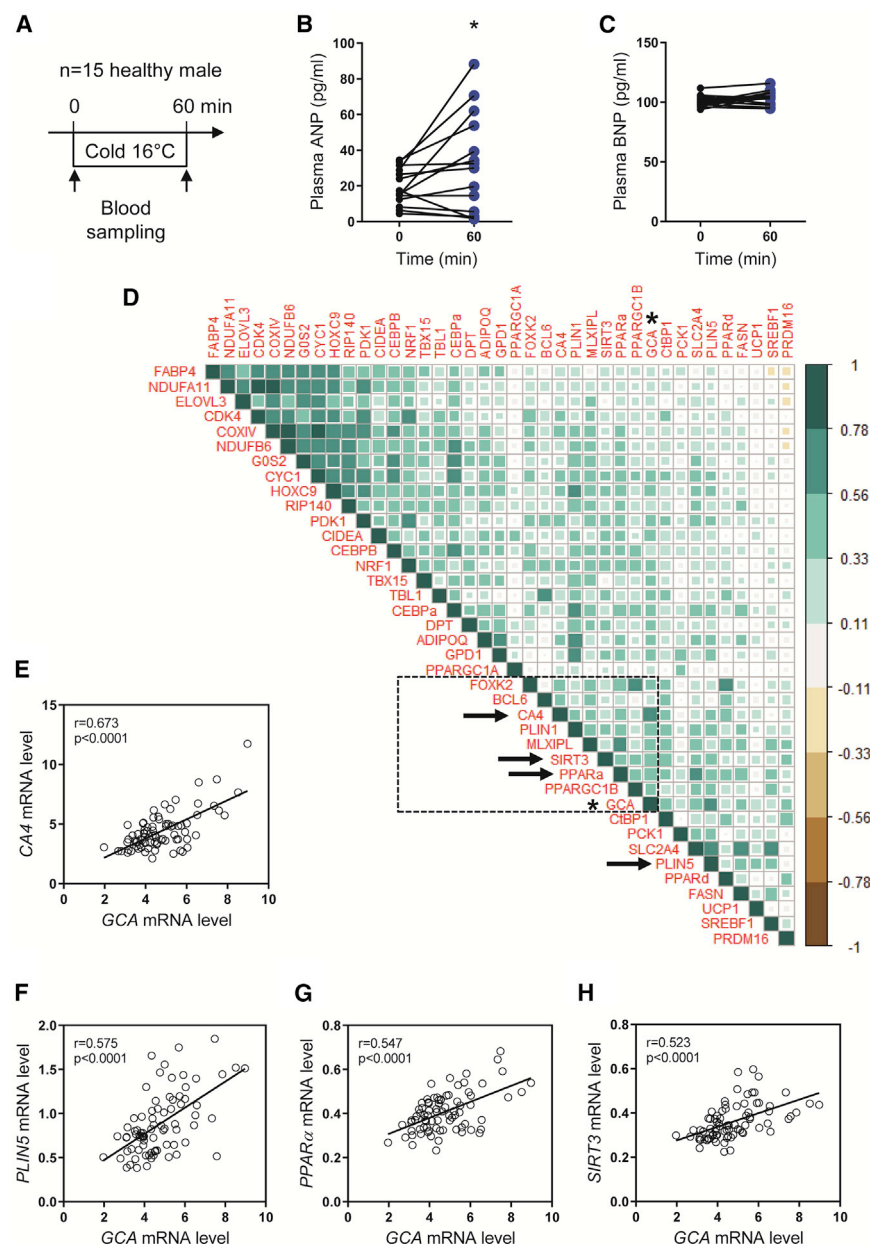 A
n=15 healthy male
0
60 min
Cold 16°C
Blood
sampling
B
*
Plasma ANP (pg/ml)
100
80
60
40
20
0
0
60
Time (min)
C
Plasma BNP (pg/ml)
150
100
50
0
0
60
Time (min)
D
FABP4
NDUFA11
ELOVL3
CDK4
COXIV
NDUFB6
G0S2
CYC1
HOXC9
RIP140
PDK1
CIDEA
CEBPB
NRF1
TBX15
TBL1
CEBPa
DPT
ADIPOQ
GPD1
PPARGC1A
FOXK2
BCL6
CA4
PLIN1
MLXIPL
SIRT3
PPARa
PPARGC1B
GCA
*
CtBP1
PCK1
SLC2A4
PLIN5
PPARd
FASN
UCP1
SREBF1
PRDM16
FABP4
NDUFA11
ELOVL3
CDK4
COXIV
NDUFB6
G0S2
CYC1
HOXC9
RIP140
PDK1
CIDEA
CEBPB
NRF1
TBX15
TBL1
CEBPa
DPT
ADIPOQ
GPD1
PPARGC1A
FOXK2
BCL6
CA4
PLIN1
MLXIPL
SIRT3
PPARa
PPARGC1B
* GCA
CtBP1
PCK1
SLC2A4
PLIN5
PPARd
FASN
UCP1
SREBF1
PRDM16
1
0.78
0.56
0.33
0.11
-0.11
-0.33
-0.56
-0.78
-1
E
r=0.673
p<0.0001
CA4 mRNA level
15
10
5
0
0 2 4 6 8 10
GCA mRNA level
F
r=0.575
p<0.0001
PLIN5 mRNA level
2.0
1.5
1.0
0.5
0.0
0 2 4 6 8 10
GCA mRNA level
G
r=0.547
p<0.0001
PPARα mRNA level
0.8
0.6
0.4
0.2
0.0
0 2 4 6 8 10
GCA mRNA level
H
r=0.523
p<0.0001
SIRT3 mRNA level
0.8
0.6
0.4
0.2
0.0
0 2 4 6 8 10
GCA mRNA level